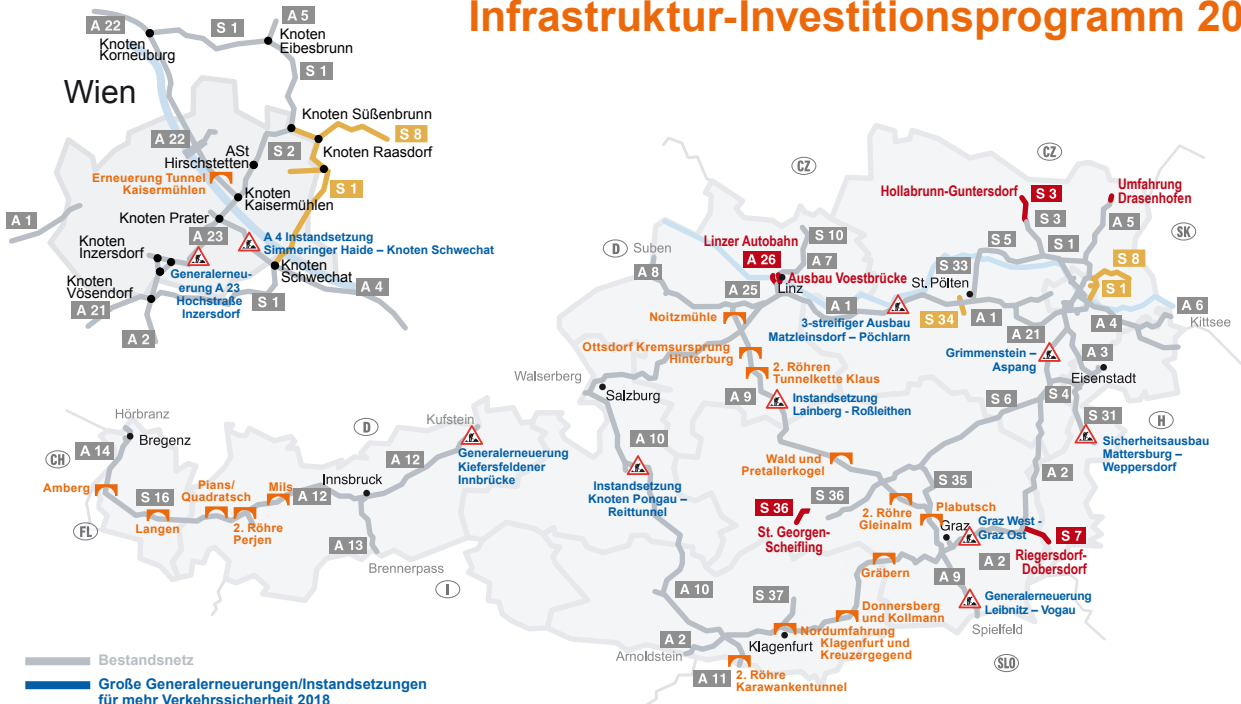 Infrastruktur-Investitionsprogramm 20
A 22
S 1
A 5
Knoten
Korneuburg
Knoten
Eibesbrunn
S 1
Wien
Knoten Süßenbrunn
S 8
A 22
S 2
ASt
Hirschstetten
Knoten Raasdorf
Erneuerung Tunnel
Kaisermühlen
S 1
Knoten
Kaisermühlen
A 1
Knoten Prater
A 23
A 4 Instandsetzung
Simmeringer Haide – Knoten Schwechat
Knoten
Inzersdorf
Generalerneu-
erung A 23
Hochstraße
Inzersdorf
Knoten
Schwechat
Knoten
Vösendorf
S 1
A 4
A 21
A 2
CZ
CZ
Hollabrunn-Guntersdorf
S 3
Umfahrung
Drasenhofen
S 3
A 5
SK
D
Suben
Linzer Autobahn
S 10
S 5
S 1
A 26
A 7
S 33
S 8
A 8
Ausbau Voestbrücke
S 1
A 25
Linz
St. Pölten
A 1
S 34
A 1
A 6
Kittsee
A 4
A 21
Noitzmühle
3-streifiger Ausbau
Matzleinsdorf – Pöchlarn
Ottsdorf Kremsursprung
Hinterburg
Grimmenstein –
Aspang
A 3
Eisenstadt
2. Röhren
Tunnelkette Klaus
Walserberg
Salzburg
A 9
Instandsetzung
Lainberg - Roßleithen
S 6
S 4
S 31
H
Sicherheitsausbau
Mattersburg –
Weppersdorf
Hörbranz
Bregenz
A 14
CH
D
Kufstein
Generalerneuerung
Kiefersfeldener
Innbrücke
A 10
Instandsetzung
Knoten Pongau –
Reittunnel
Wald und
Pretallerkogel
A 2
Amberg
S 16
Langen
Pians/
Quadratsch
2. Röhre
Perjen
Mils
A 12
Innsbruck
A 12
FL
A 13
Brennerpass
I
S 36
S 36
St. Georgen-
Scheifling
S 35
2. Röhre
Gleinalm
Plabutsch
Graz
Graz West -
Graz Ost
S 7
Riegersdorf-
Dobersdorf
A 2
Gräbern
A 9
Generalerneuerung
Leibnitz – Vogau
Spielfeld
A 10
S 37
Donnersberg
und Kollmann
Nordumfahrung
Klagenfurt und
Kreuzergegend
Klagenfurt
A 2
Arnoldstein
A 11
2. Röhre
Karawankentunnel
SLO
Bestandsnetz
Große Generalerneuerungen/Instandsetzungen
für mehr Verkehrssicherheit 2018